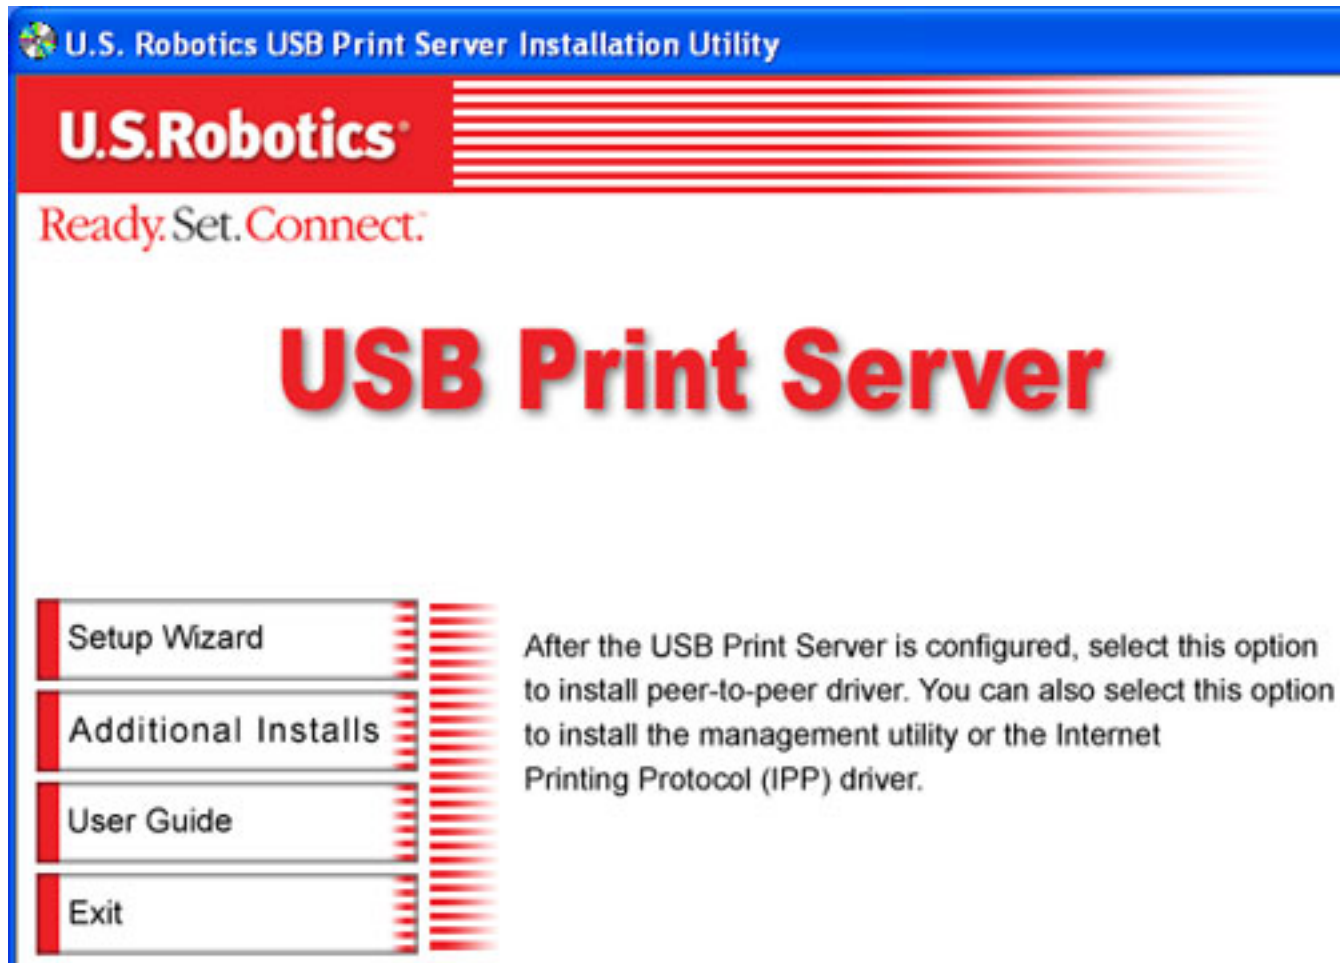 U.S. Robotics USB Print Server Installation Utility
U.S.Robotics®
Ready. Set. Connect.™
USB Print Server
Setup Wizard
Additional Installs
User Guide
Exit
After the USB Print Server is configured, select this option
to install peer-to-peer driver. You can also select this option
to install the management utility or the Internet
Printing Protocol (IPP) driver.